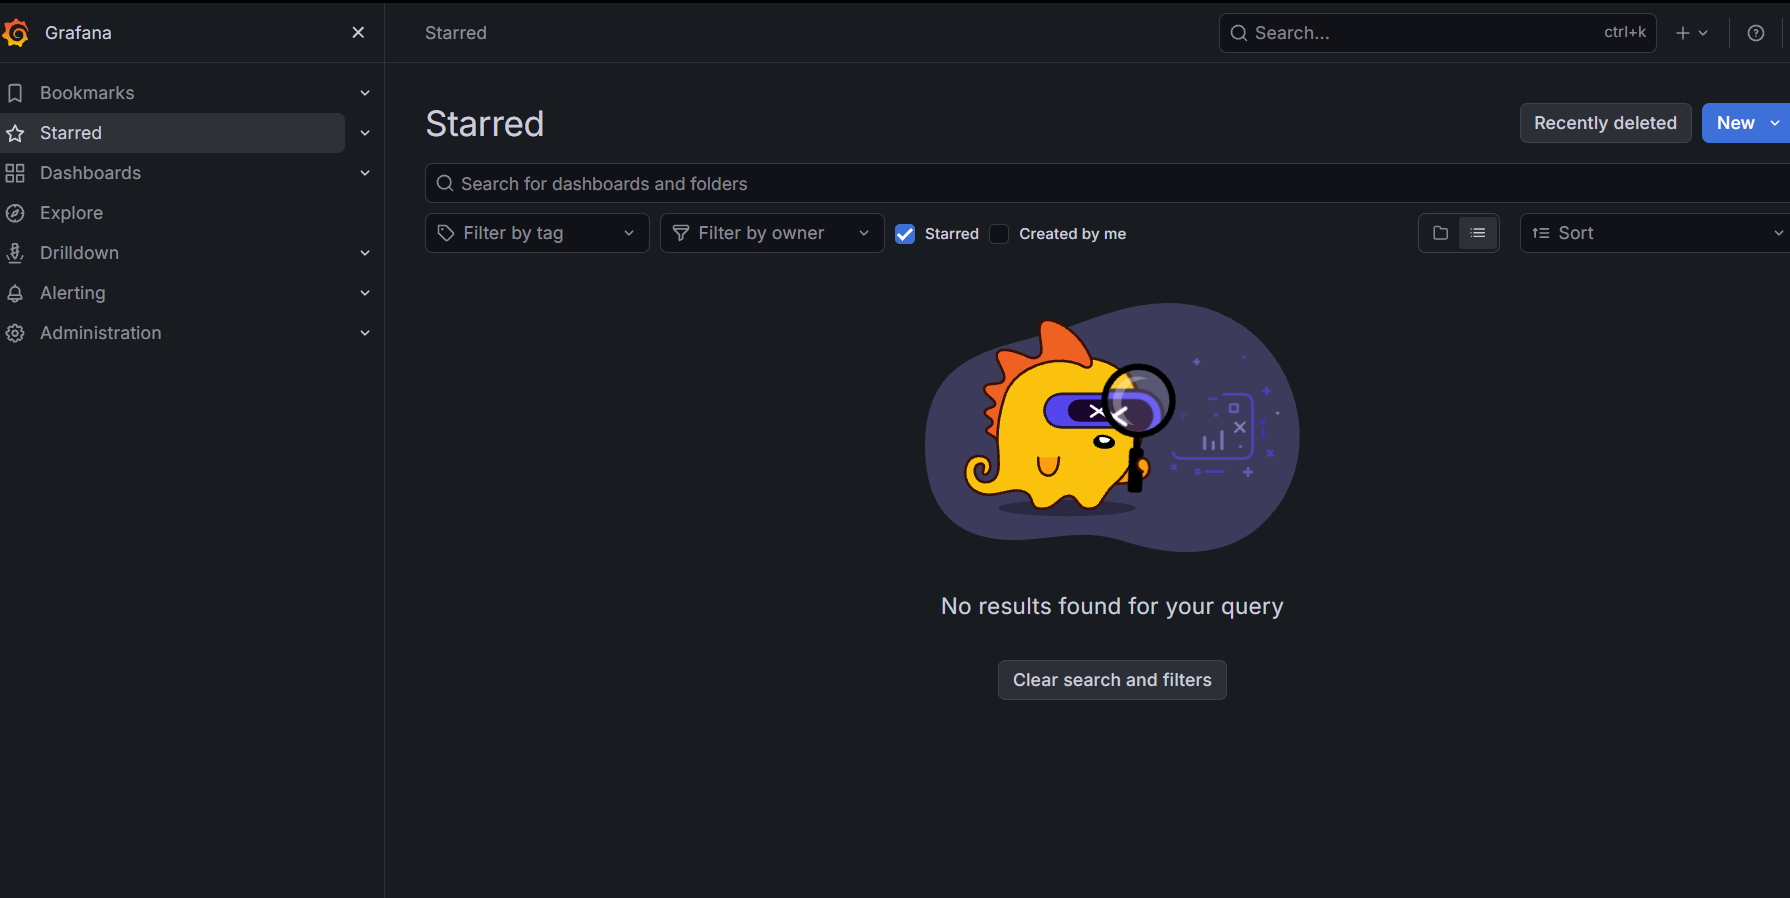 Grafana
Starred
Search...
ctrl+k
Bookmarks
Starred
Dashboards
Explore
Drilldown
Alerting
Administration
Starred
Recently deleted
New
Search for dashboards and folders
Filter by tag
Filter by owner
Starred
Created by me
Sort
No results found for your query
Clear search and filters